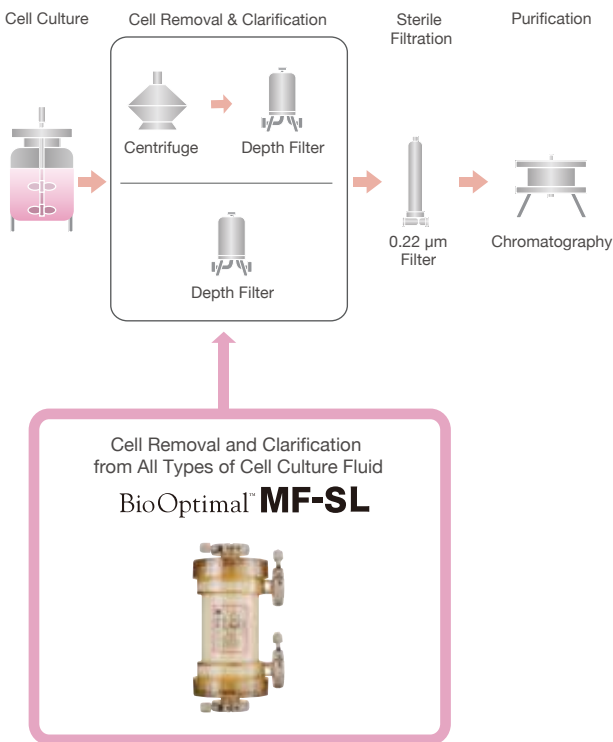 Cell Culture
Cell Removal & Clarification
Sterile
Filtration
Purification
Centrifuge
Depth Filter
Depth Filter
0.22 µm
Filter
Chromatography
Cell Removal and Clarification
from All Types of Cell Culture Fluid
BioOptimal™ MF-SL